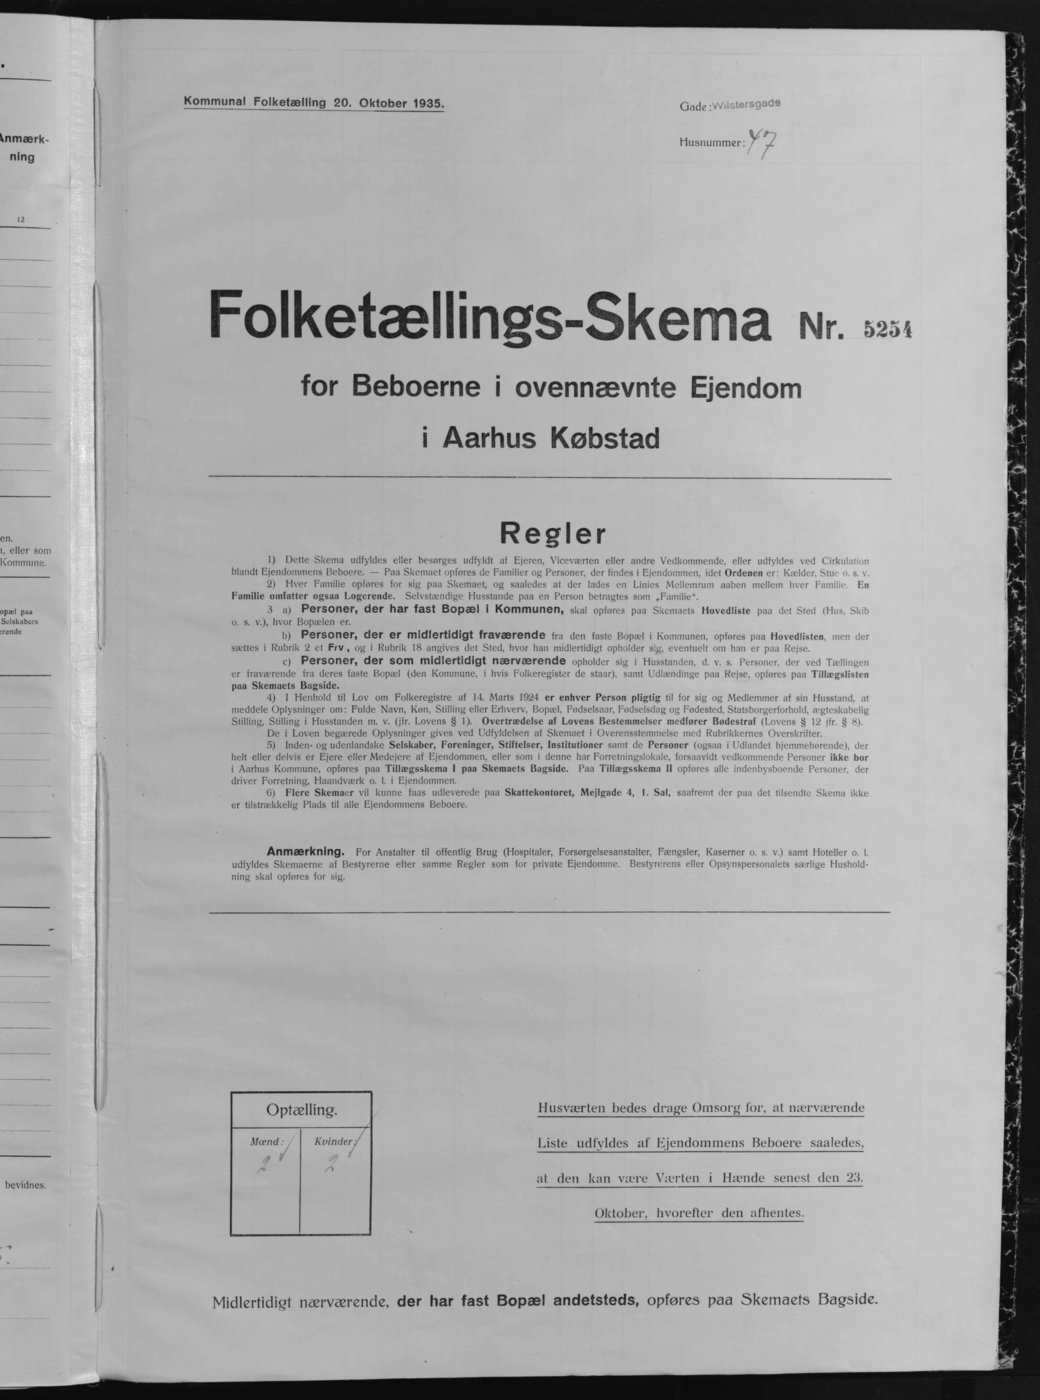 Anmærk-
ning
12
en.
, eller som
Kommune.
opæl paa
Selskabers
erende
bevidnes.
Kommunal Folketælling 20. Oktober 1935.
Gade: Wilstersgade
Husnummer: 47
Folketællings-Skema Nr. 5254
for Beboerne i ovennævnte Ejendom
i Aarhus Købstad
Regler
1) Dette Skema udfyldes eller besørges udfyldt af Ejeren, Viceværten eller andre Vedkommende, eller udfyldes ved Cirkulation
blandt Ejendommens Beboere. — Paa Skemaet opføres de Familier og Personer, der findes i Ejendommen, idet Ordenen er: Kælder, Stue o. s. v.
2) Hver Familie opføres for sig paa Skemaet, og saaledes at der lades en Linies Mellemrum aaben mellem hver Familie. En
Familie omfatter ogsaa Logerende. Selvstændige Husstande paa en Person betragtes som „Familie“.
3 a) Personer, der har fast Bopæl i Kommunen, skal opføres paa Skemaets Hovedliste paa det Sted (Hus, Skib
o. s. v.), hvor Bopælen er.
b) Personer, der er midlertidigt fraværende fra den faste Bopæl i Kommunen, opføres paa Hovedlisten, men der
sættes i Rubrik 2 et Frv., og i Rubrik 18 angives det Sted, hvor han midlertidigt opholder sig, eventuelt om han er paa Rejse.
c) Personer, der som midlertidigt nærværende opholder sig i Husstanden, d. v. s. Personer, der ved Tællingen
er fraværende fra deres faste Bopæl (den Kommune, i hvis Folkeregister de staar), samt Udlændinge paa Rejse, opføres paa Tillægslisten
paa Skemaets Bagside.
4) I Henhold til Lov om Folkeregistre af 14. Marts 1924 er enhver Person pligtig til for sig og Medlemmer af sin Husstand, at
meddele Oplysninger om: Fulde Navn, Køn, Stilling eller Erhverv, Bopæl, Fødselsaar, Fødselsdag og Fødested, Statsborgerforhold, ægteskabelig
Stilling, Stilling i Husstanden m. v. (jfr. Lovens § 1). Overtrædelse af Lovens Bestemmelser medfører Bødestraf (Lovens § 12 jfr. § 8).
De i Loven begærede Oplysninger gives ved Udfyldelsen af Skemaet i Overensstemmelse med Rubrikkernes Overskrifter.
5) Inden- og udenlandske Selskaber, Foreninger, Stiftelser, Institutioner samt de Personer (ogsaa i Udlandet hjemmehørende), der
helt eller delvis er Ejere eller Medejere af Ejendommen, eller som i denne har Forretningslokale, forsaavidt vedkommende Personer ikke bor
i Aarhus Kommune, opføres paa Tillægsskema I paa Skemaets Bagside. Paa Tillægsskema II opføres alle indenbysboende Personer, der
driver Forretning, Haandværk o. l. i Ejendommen.
6) Flere Skemaer vil kunne faas udleverede paa Skattekontoret, Mejlgade 4, 1. Sal, saafremt der paa det tilsendte Skema ikke
er tilstrækkelig Plads til alle Ejendommens Beboere.
Anmærkning. For Anstalter til offentlig Brug (Hospitaler, Forsørgelsesanstalter, Fængsler, Kaserner o. s. v.) samt Hoteller o. l.
udfyldes Skemaerne af Bestyrerne efter samme Regler som for private Ejendomme. Bestyrerens eller Opsynspersonalets særlige Hushold-
ning skal opføres for sig.
Optælling.
Mænd: Kvinder:
2 2
Husværten bedes drage Omsorg for, at nærværende
Liste udfyldes af Ejendommens Beboere saaledes,
at den kan være Værten i Hænde senest den 23.
Oktober, hvorefter den afhentes.
Midlertidigt nærværende, der har fast Bopæl andetsteds, opføres paa Skemaets Bagside.